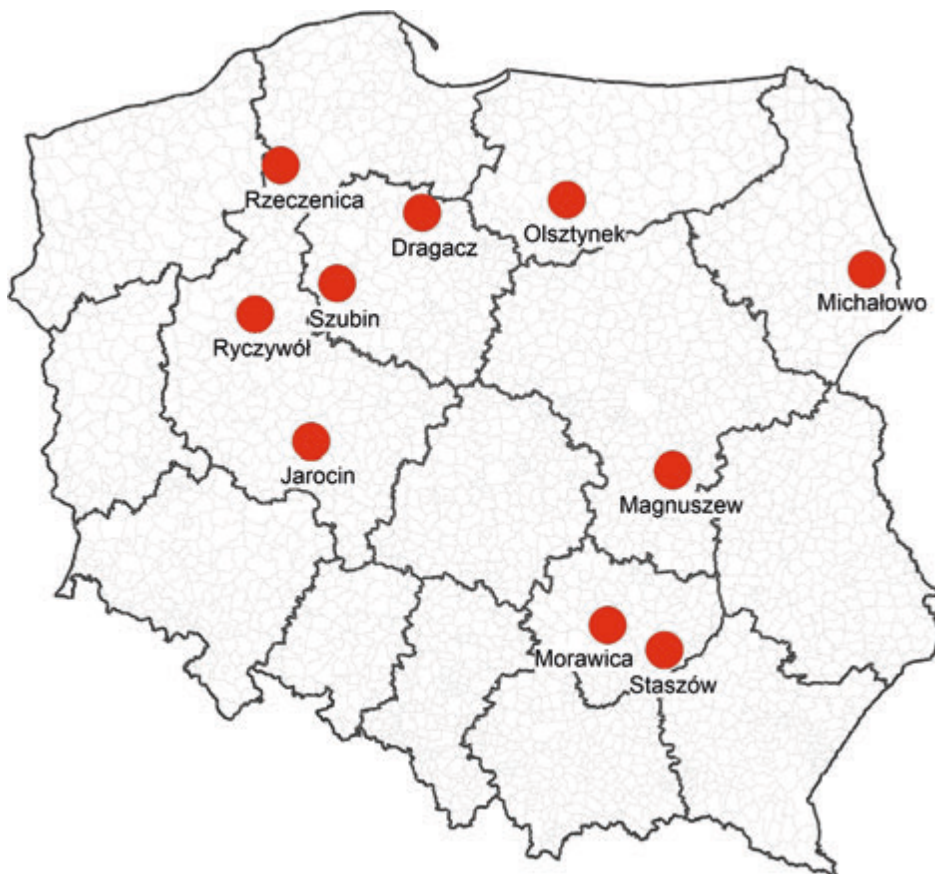 Rzeczenica
Dragacz
Olsztynek
Michałowo
Szubin
Ryczywół
Jarocin
Magnuszew
Morawica
Staszów